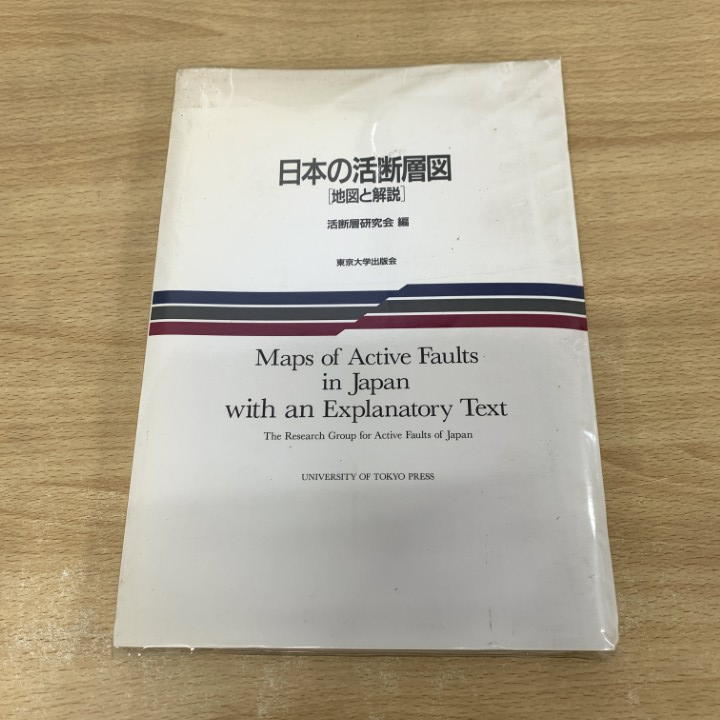 日本の活断層図
[地図と解説]
活断層研究会 編
東京大学出版会
Maps of Active Faults
in Japan
with an Explanatory Text
The Research Group for Active Faults of Japan
UNIVERSITY OF TOKYO PRESS